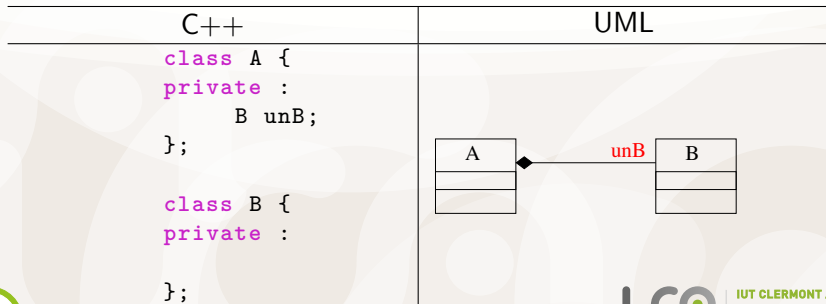 C++ UML
class A {
private :
B unB;
};
A unB B
class B {
private :
};
IUT CLERMONT